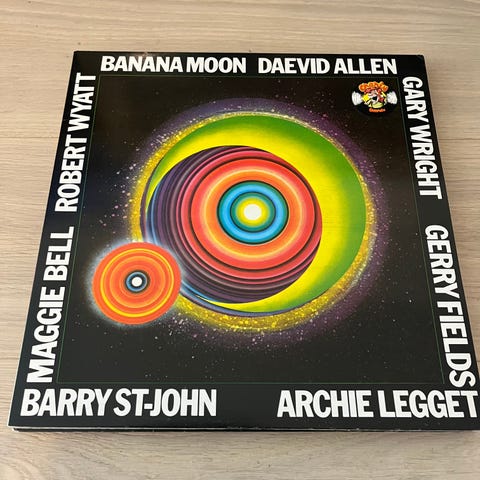 BANANA MOON DAEVID ALLEN
GARY WRIGHT
GERRY FIELDS
ARCHIE LEGGET
BARRY ST-JOHN
MAGGIE BELL
ROBERT WYATT